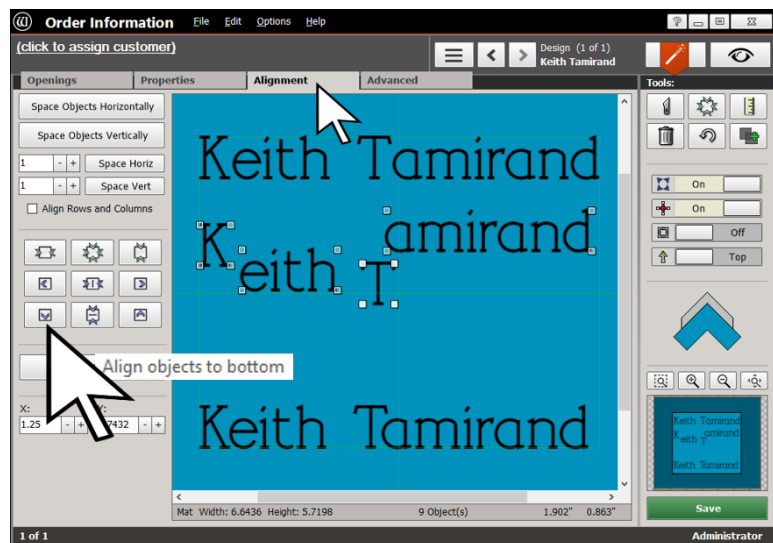 Order Information File Edit Options Help
(click to assign customer)
Design (1 of 1)
Keith Tamirand
Openings Properties Alignment Advanced
Tools:
Space Objects Horizontally
Space Objects Vertically
1 - + Space Horiz
1 - + Space Vert
Align Rows and Columns
Keith Tamirand
K eith T amirand
Keith Tamirand
On
On
Off
Top
Align objects to bottom
X: Y:
1.25 - + 7432 - +
Keith Tamirand
K eith T amirand
Keith Tamirand
Mat Width: 6.6436 Height: 5.7198 9 Object(s) 1.902" 0.863"
Save
1 of 1 Administrator